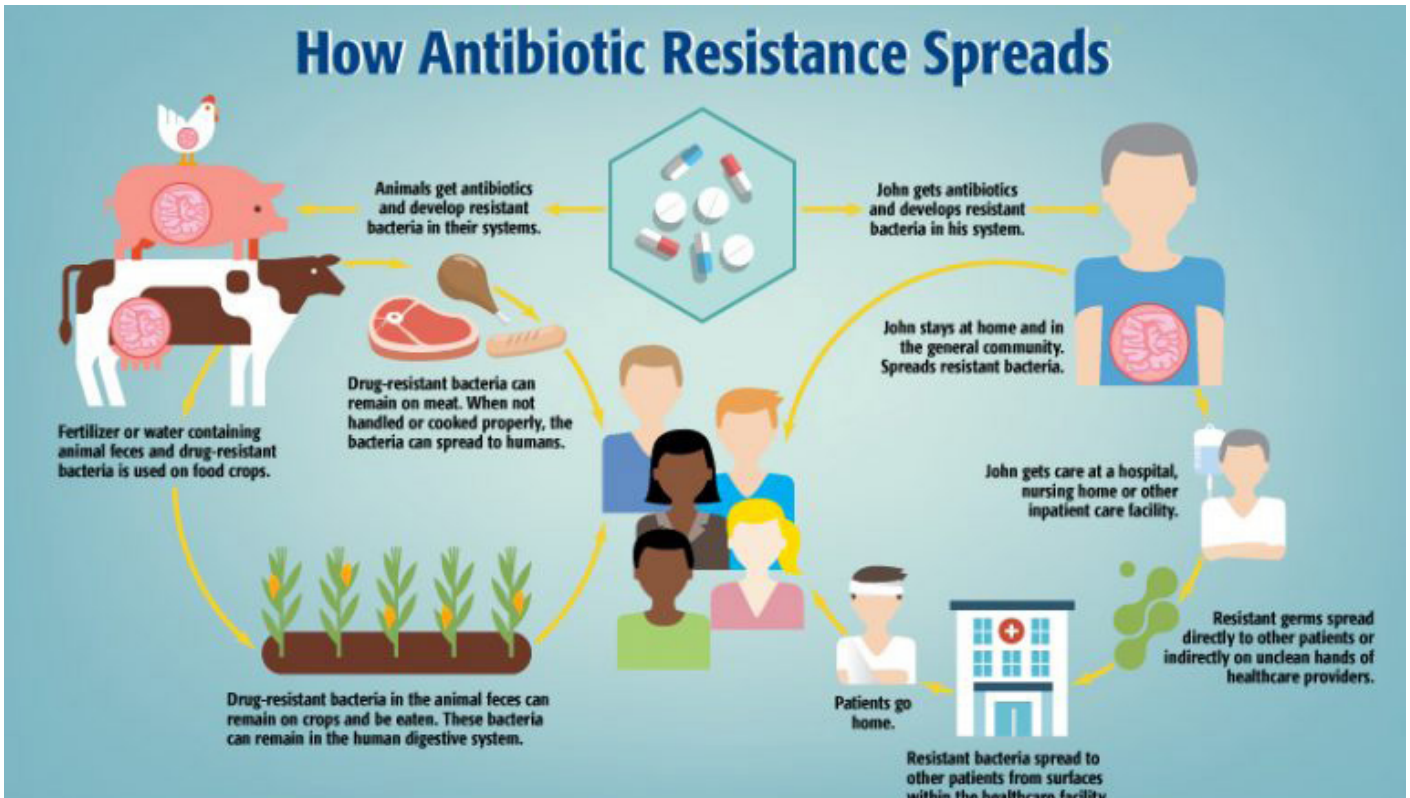 How Antibiotic Resistance Spreads
Animals get antibiotics
and develop resistant
bacteria in their systems.
John gets antibiotics
and develops resistant
bacteria in his system.
Drug-resistant bacteria can
remain on meat. When not
handled or cooked properly, the
bacteria can spread to humans.
John stays at home and in
the general community.
Spreads resistant bacteria.
Fertilizer or water containing
animal feces and drug-resistant
bacteria is used on food crops.
John gets care at a hospital,
nursing home or other
inpatient care facility.
Resistant germs spread
directly to other patients or
indirectly on unclean hands of
healthcare providers.
Drug-resistant bacteria in the animal feces can
remain on crops and be eaten. These bacteria
can remain in the human digestive system.
Patients go
home.
Resistant bacteria spread to
other patients from surfaces
within the healthcare facility